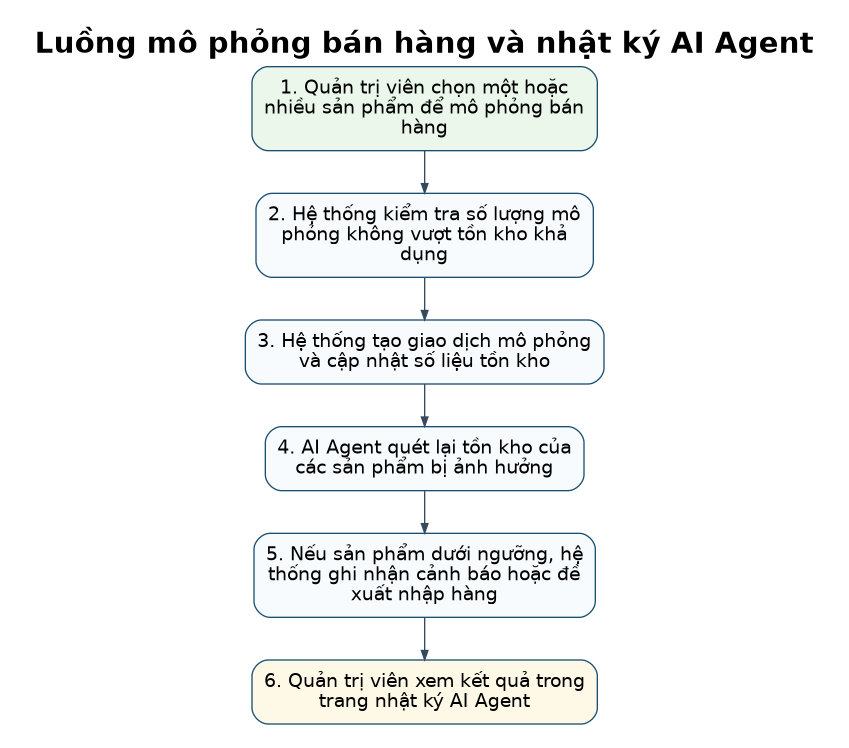 Luồng mô phỏng bán hàng và nhật ký AI Agent
1. Quản trị viên chọn một hoặc
nhiều sản phẩm để mô phỏng bán
hàng
2. Hệ thống kiểm tra số lượng mô
phỏng không vượt tồn kho khả
dụng
3. Hệ thống tạo giao dịch mô phỏng
và cập nhật số liệu tồn kho
4. AI Agent quét lại tồn kho của
các sản phẩm bị ảnh hưởng
5. Nếu sản phẩm dưới ngưỡng, hệ
thống ghi nhận cảnh báo hoặc đề
xuất nhập hàng
6. Quản trị viên xem kết quả trong
trang nhật ký AI Agent